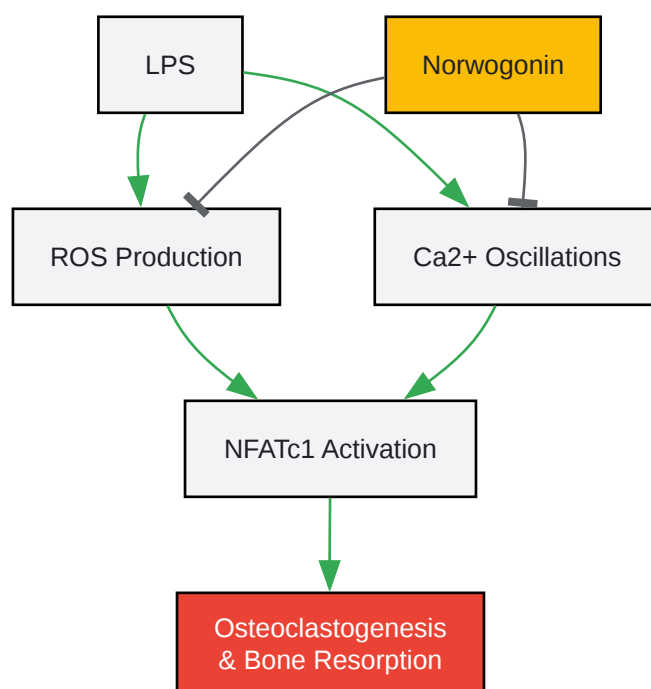 LPS
Norwogonin
ROS Production
Ca2+ Oscillations
NFATc1 Activation
Osteoclastogenesis
& Bone Resorption